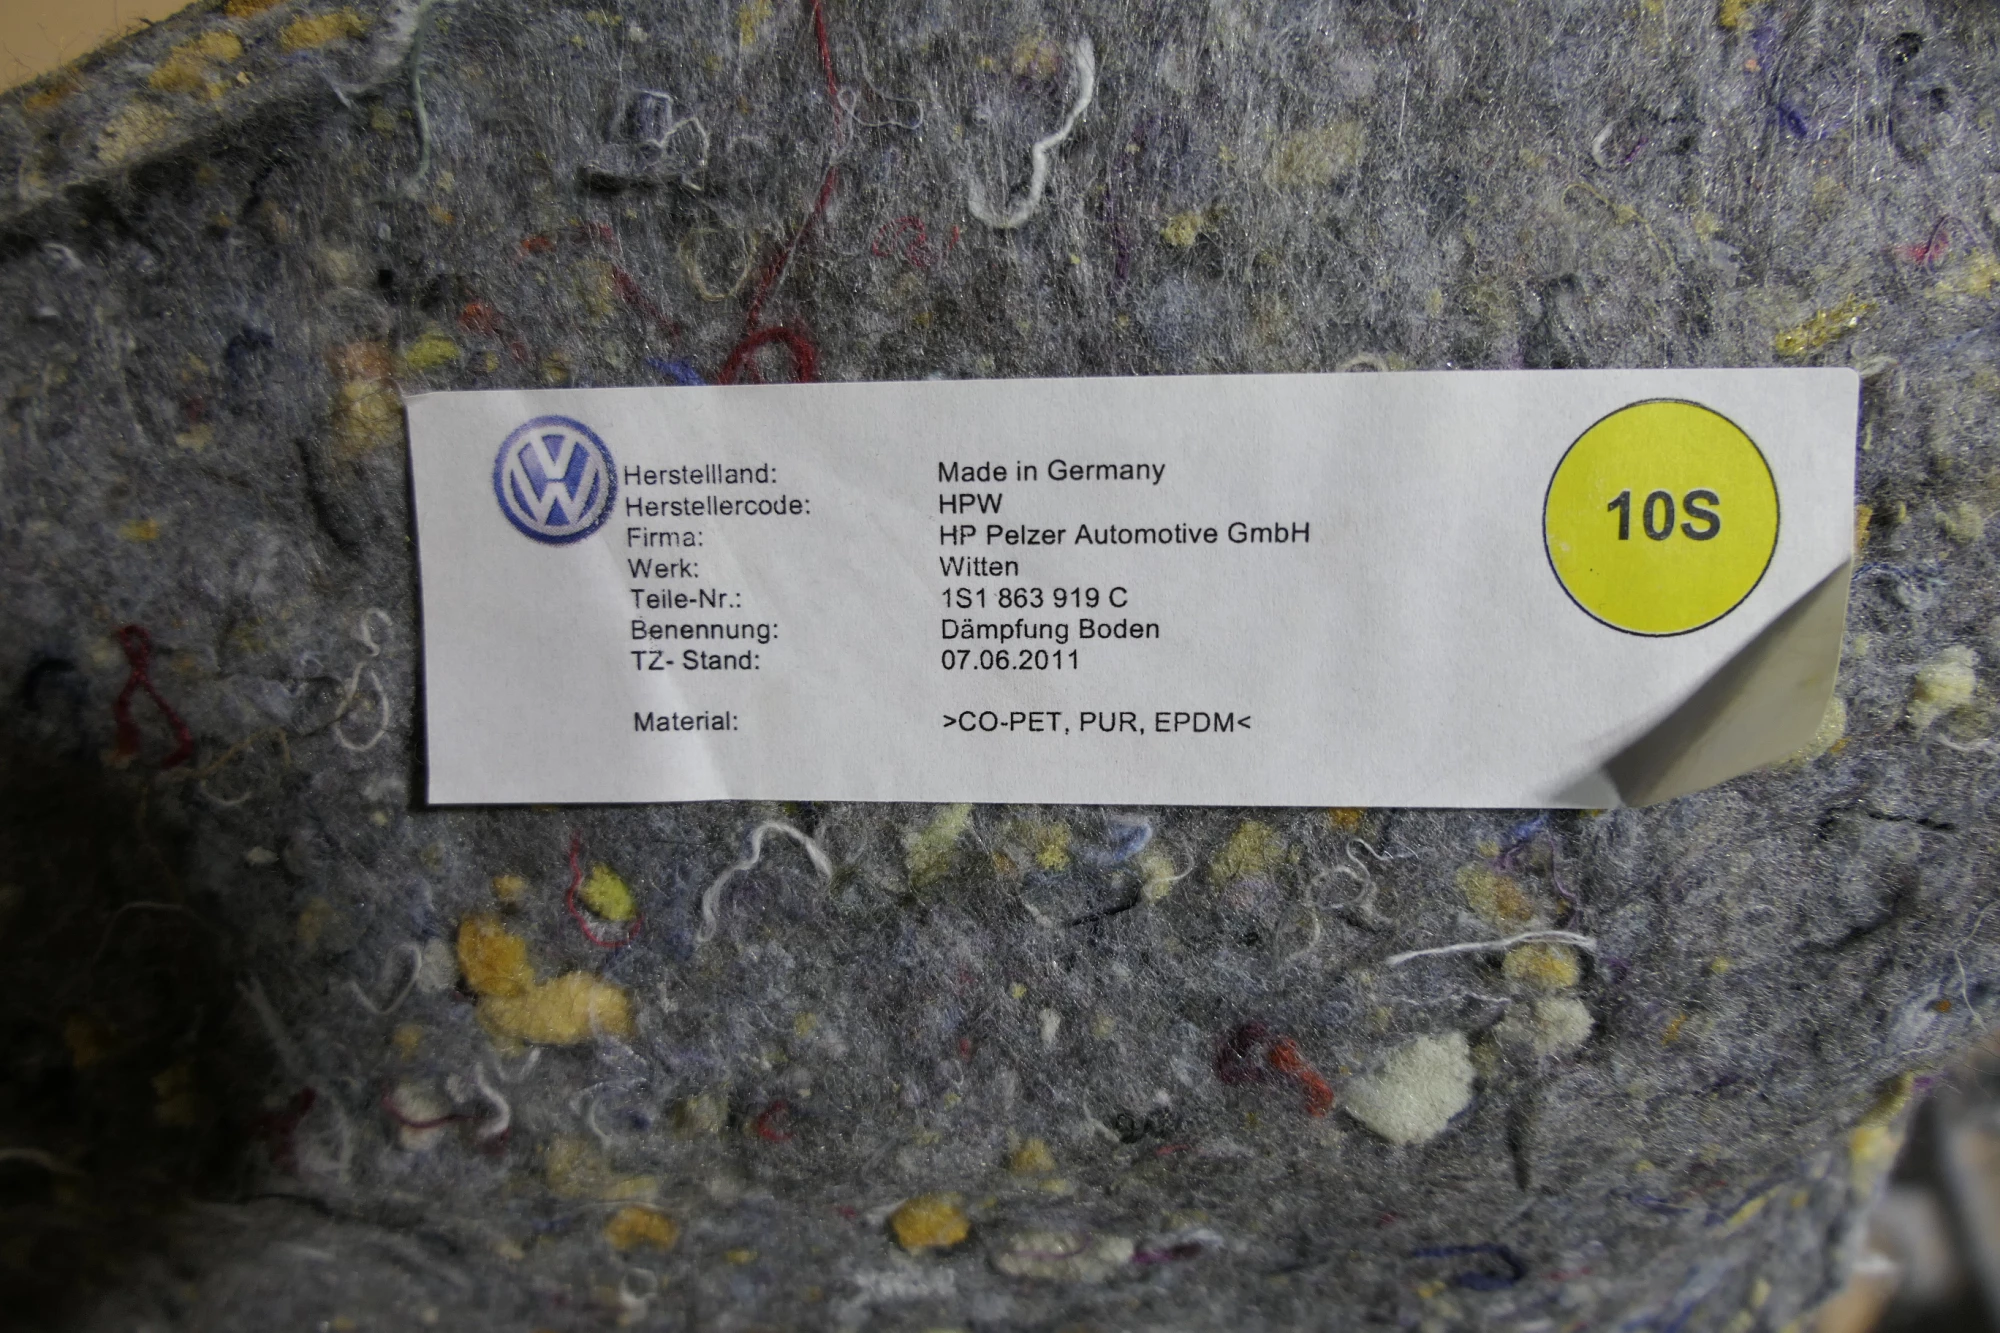 Herstellland: Made in Germany
Herstellercode: HPW
Firma: HP Pelzer Automotive GmbH
Werk: Witten
Teile-Nr.: 1S1 863 919 C
Benennung: Dämpfung Boden
TZ- Stand: 07.06.2011
Material: >CO-PET, PUR, EPDM<
10S